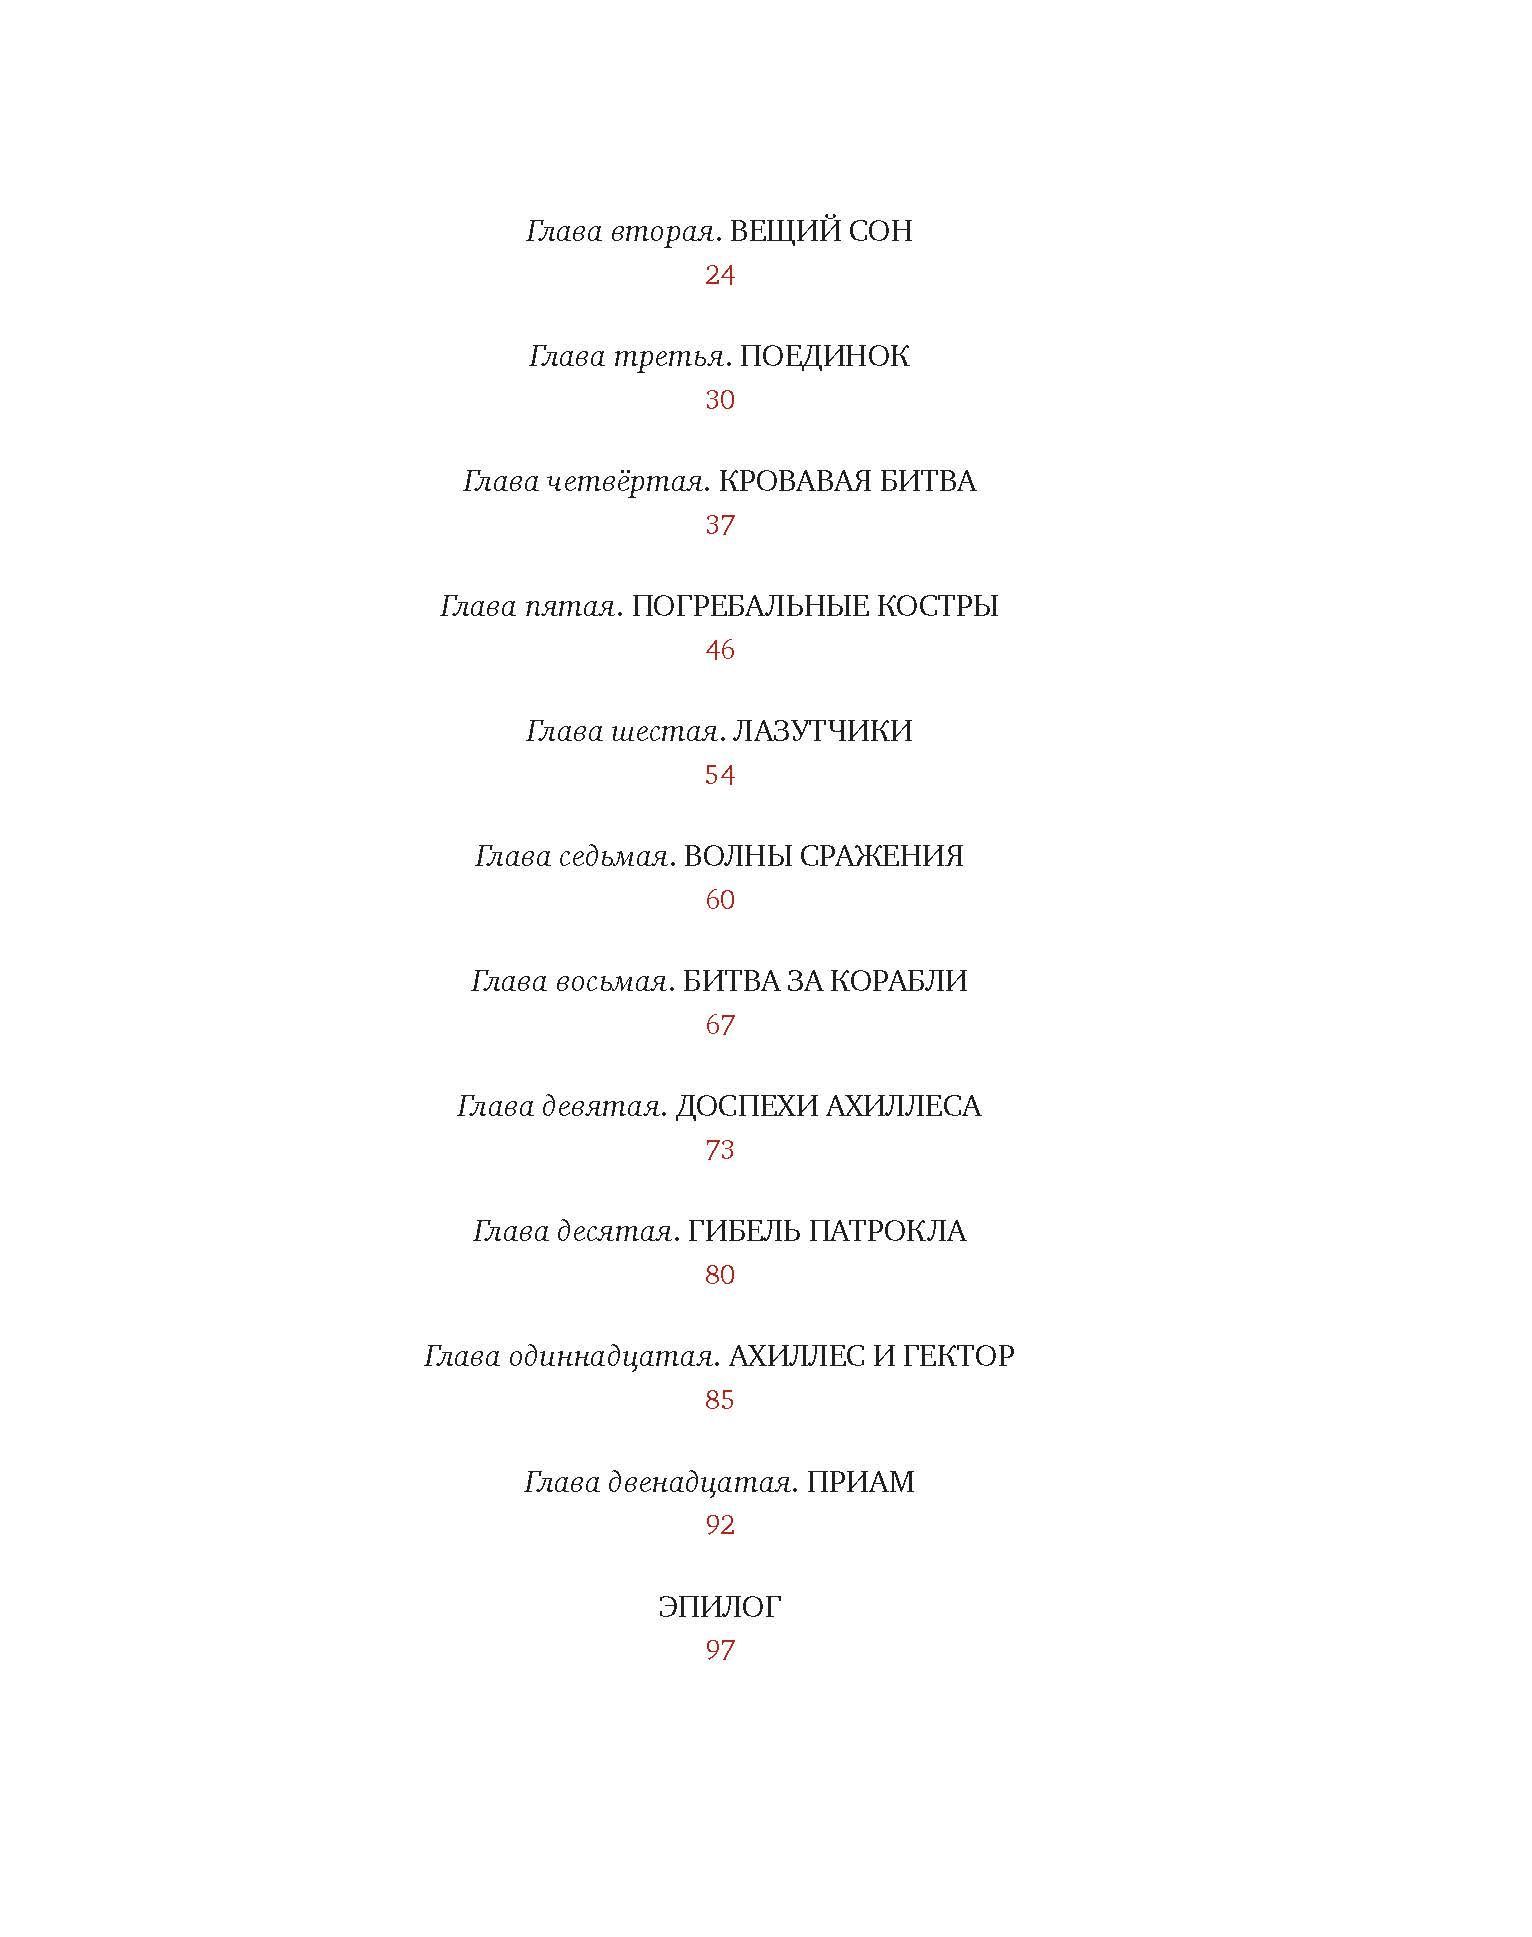 Глава вторая. ВЕЩИЙ СОН
24
Глава третья. ПОЕДИНОК
30
Глава четвёртая. КРОВАВАЯ БИТВА
37
Глава пятая. ПОГРЕБАЛЬНЫЕ КОСТРЫ
46
Глава шестая. ЛАЗУТЧИКИ
54
Глава седьмая. ВОЛНЫ СРАЖЕНИЯ
60
Глава восьмая. БИТВА ЗА КОРАБЛИ
67
Глава девятая. ДОСПЕХИ АХИЛЛЕСА
73
Глава десятая. ГИБЕЛЬ ПАТРОКЛА
80
Глава одиннадцатая. АХИЛЛЕС И ГЕКТОР
85
Глава двенадцатая. ПРИАМ
92
ЭПИЛОГ
97